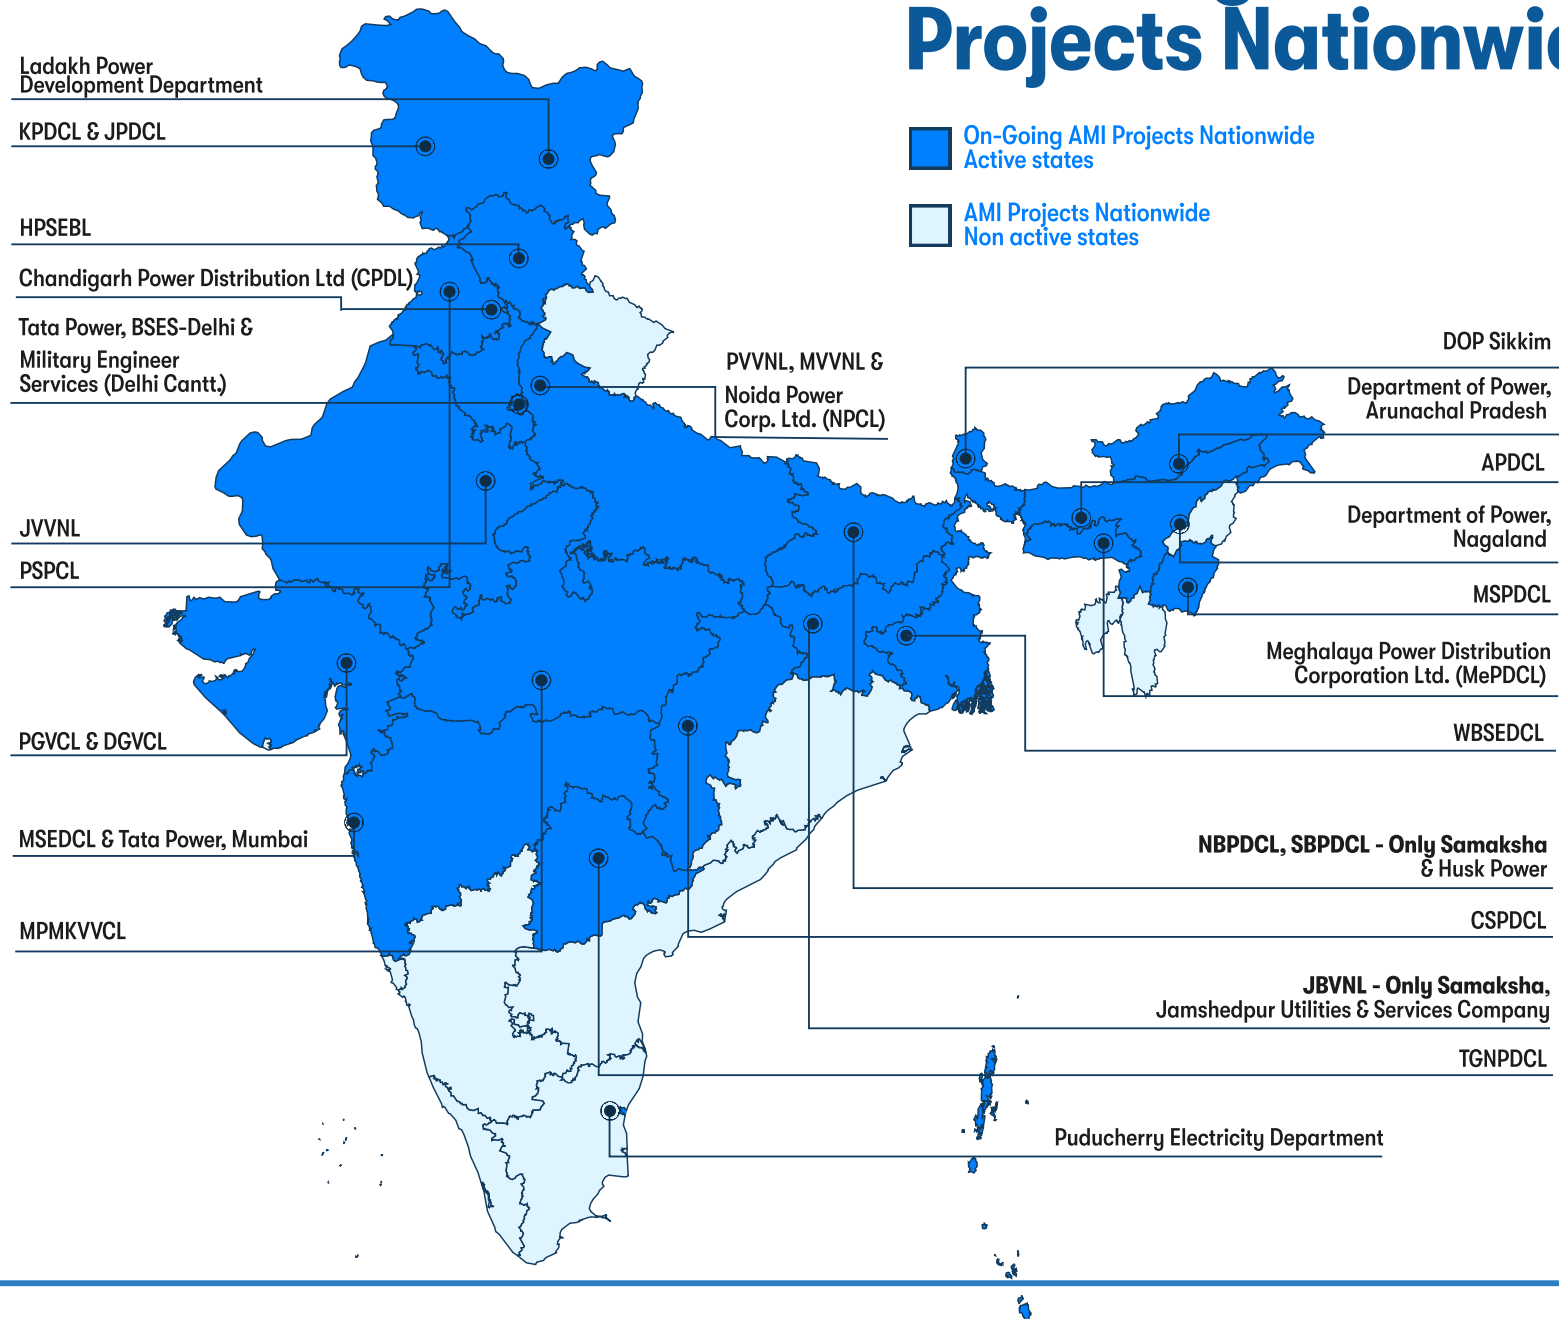 Projects Nationwi
On-Going AMI Projects Nationwide
Active states
AMI Projects Nationwide
Non active states
Ladakh Power
Development Department
KPDCL & JPDCL
HPSEBL
Chandigarh Power Distribution Ltd (CPDL)
Tata Power, BSES-Delhi &
Military Engineer
Services (Delhi Cantt.)
JVVNL
PSPCL
PGVCL & DGVCL
MSEDCL & Tata Power, Mumbai
MPMKVVCL
PVVNL, MVVNL &
Noida Power
Corp. Ltd. (NPCL)
DOP Sikkim
Department of Power,
Arunachal Pradesh
APDCL
Department of Power,
Nagaland
MSPDCL
Meghalaya Power Distribution
Corporation Ltd. (MePDCL)
WBSEDCL
NBPDCL, SBPDCL - Only Samaksha
& Husk Power
CSPDCL
JBVNL - Only Samaksha,
Jamshedpur Utilities & Services Company
TGNPDCL
Puducherry Electricity Department